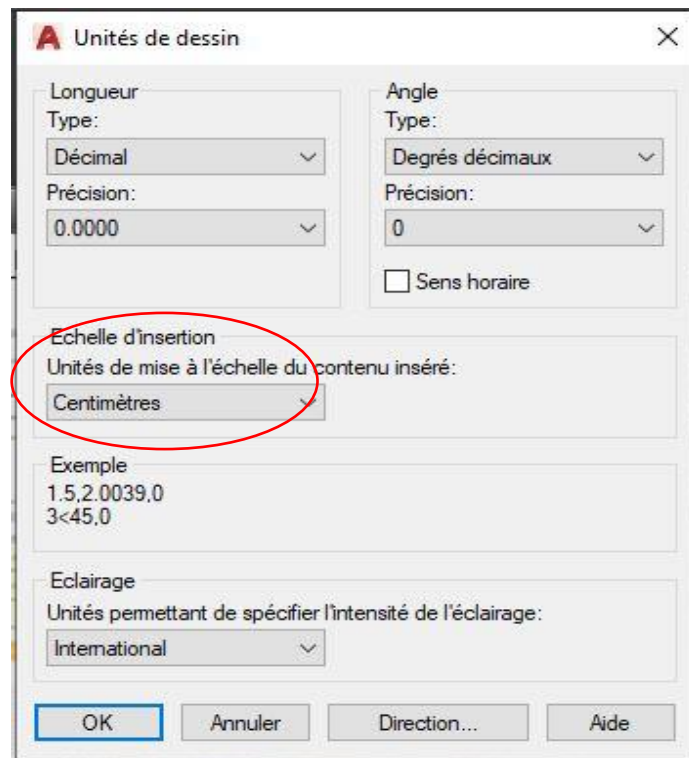 Unités de dessin
Longueur
Type:
Décimal
Précision:
0.0000
Angle
Type:
Degrés décimaux
Précision:
0
Sens horaire
Echelle d'insertion
Unités de mise à l'échelle du contenu inséré:
Centimètres
Exemple
1.5,2.0039,0
3<45,0
Eclairage
Unités permettant de spécifier l'intensité de l'éclairage:
International
OK
Annuler
Direction...
Aide